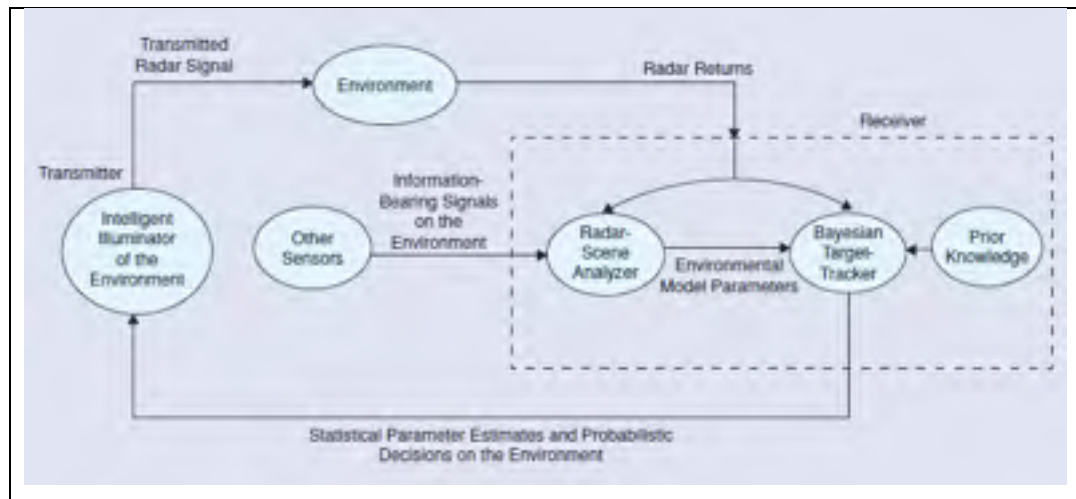 Transmitted
Radar Signal
Environment
Radar Returns
Receiver
Transmitter
Intelligent
Illuminator
of the
Environment
Other
Sensors
Information-
Bearing Signals
on the
Environment
Radar-
Scene
Analyzer
Environmental
Model Parameters
Bayesian
Target-
Tracker
Prior
Knowledge
Statistical Parameter Estimates and Probabilistic
Decisions on the Environment